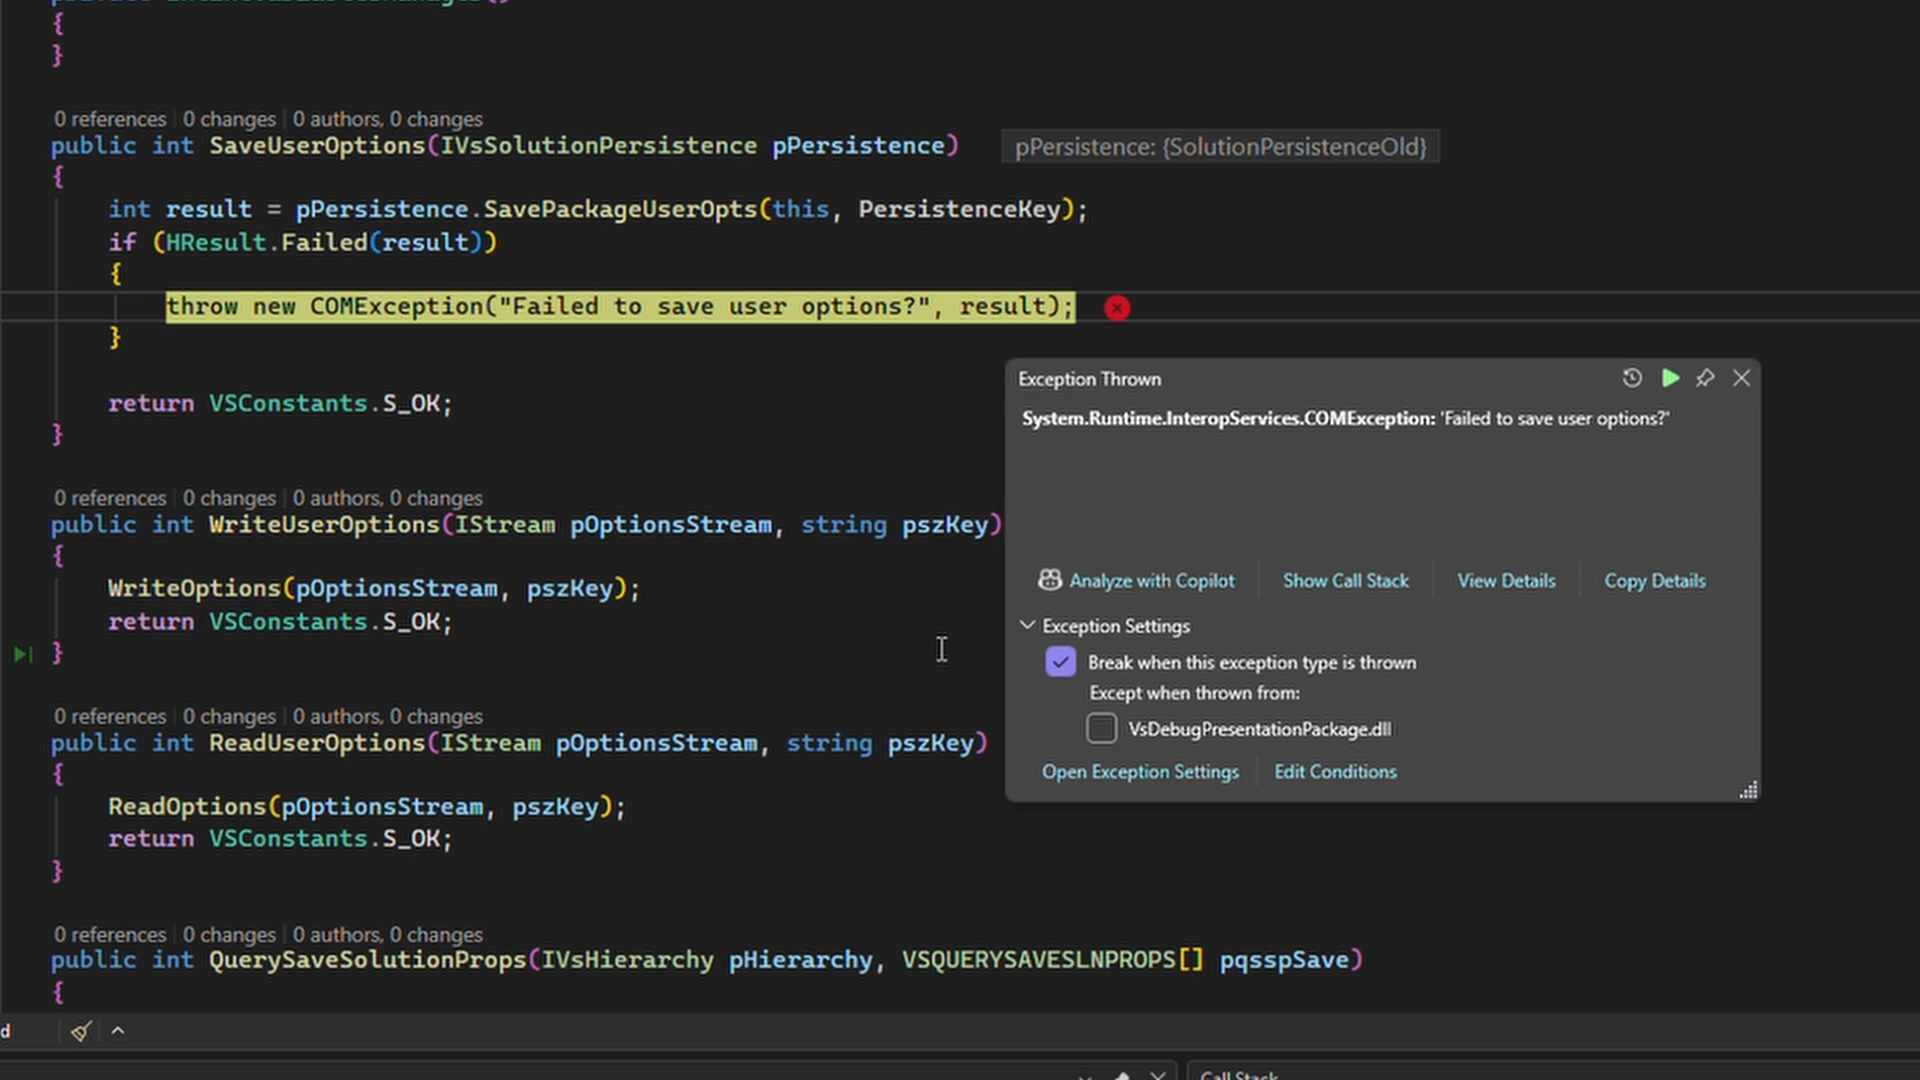 {
}
0 references | 0 changes | 0 authors, 0 changes
public int SaveUserOptions(IVsSolutionPersistence pPersistence)
pPersistence: {SolutionPersistenceOld}
{
int result = pPersistence.SavePackageUserOpts(this, PersistenceKey);
if (HResult.Failed(result))
{
throw new COMException("Failed to save user options?", result);
}
return VSConstants.S_OK;
}
0 references | 0 changes | 0 authors, 0 changes
public int WriteUserOptions(IStream pOptionsStream, string pszKey)
{
WriteOptions(pOptionsStream, pszKey);
return VSConstants.S_OK;
}
0 references | 0 changes | 0 authors, 0 changes
public int ReadUserOptions(IStream pOptionsStream, string pszKey)
{
ReadOptions(pOptionsStream, pszKey);
return VSConstants.S_OK;
}
0 references | 0 changes | 0 authors, 0 changes
public int QuerySaveSolutionProps(IVsHierarchy pHierarchy, VSQUERYSAVESLNPROPS[] pqsspSave)
{
Exception Thrown
System.Runtime.InteropServices.COMException: 'Failed to save user options?'
Analyze with Copilot
Show Call Stack
View Details
Copy Details
Exception Settings
Break when this exception type is thrown
Except when thrown from:
VsDebugPresentationPackage.dll
Open Exception Settings
Edit Conditions
d
Call Stack